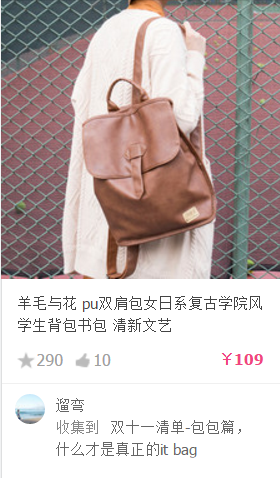 羊毛与花 pu双肩包女日系复古学院风
学生背包书包 清新文艺
290 10 ¥109
遛弯
收集到 双十一清单-包包篇，
什么才是真正的it bag